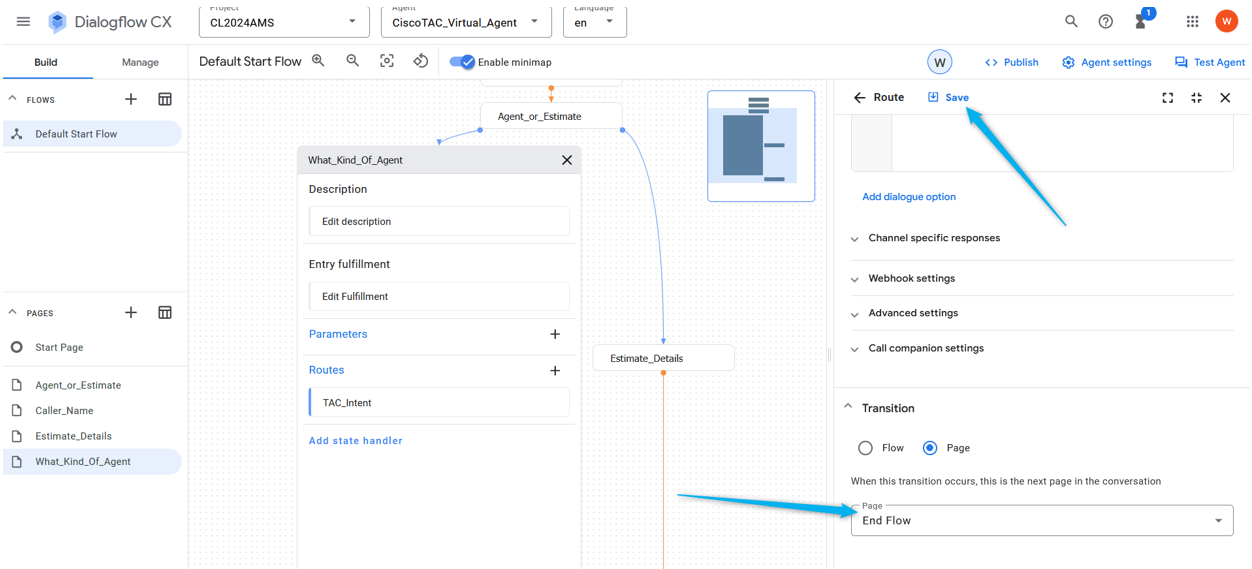 Project
Agent
Language
Dialogflow CX
CL2024AMS
CiscoTAC_Virtual_Agent
en
1
W
Build
Manage
Default Start Flow
Enable minimap
W
Publish
Agent settings
Test Agent
FLOWS
Default Start Flow
PAGES
Start Page
Agent_or_Estimate
Caller_Name
Estimate_Details
What_Kind_Of_Agent
Agent_or_Estimate
What_Kind_Of_Agent
Description
Edit description
Entry fulfillment
Edit Fulfillment
Parameters
Routes
TAC_Intent
Add state handler
Estimate_Details
Route
Save
Add dialogue option
Channel specific responses
Webhook settings
Advanced settings
Call companion settings
Transition
Flow
Page
When this transition occurs, this is the next page in the conversation
Page
End Flow